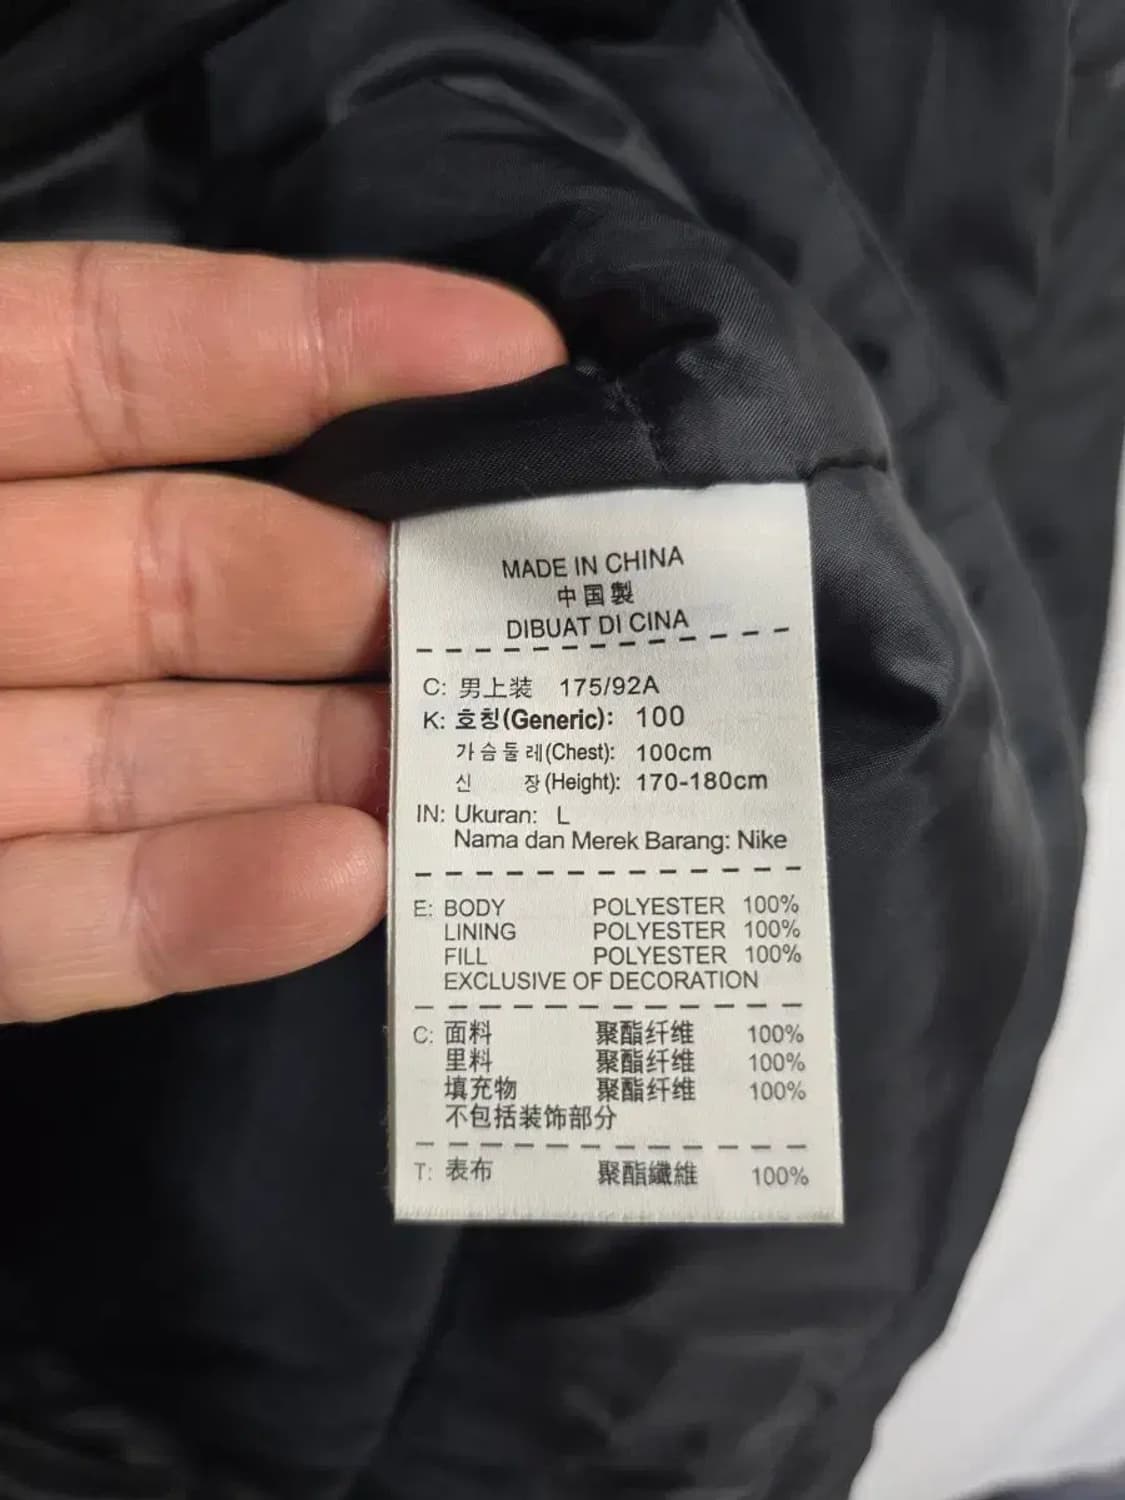 MADE IN CHINA
中国製
DIBUAT DI CINA
C: 男上装 175/92A
K: 호칭(Generic): 100
가슴둘레(Chest): 100cm
신 장(Height): 170-180cm
IN: Ukuran: L
Nama dan Merek Barang: Nike
E: BODY POLYESTER 100%
LINING POLYESTER 100%
FILL POLYESTER 100%
EXCLUSIVE OF DECORATION
C: 面料 聚酯纤维 100%
里料 聚酯纤维 100%
填充物 聚酯纤维 100%
不包括装饰部分
T: 表布 聚酯纖維 100%